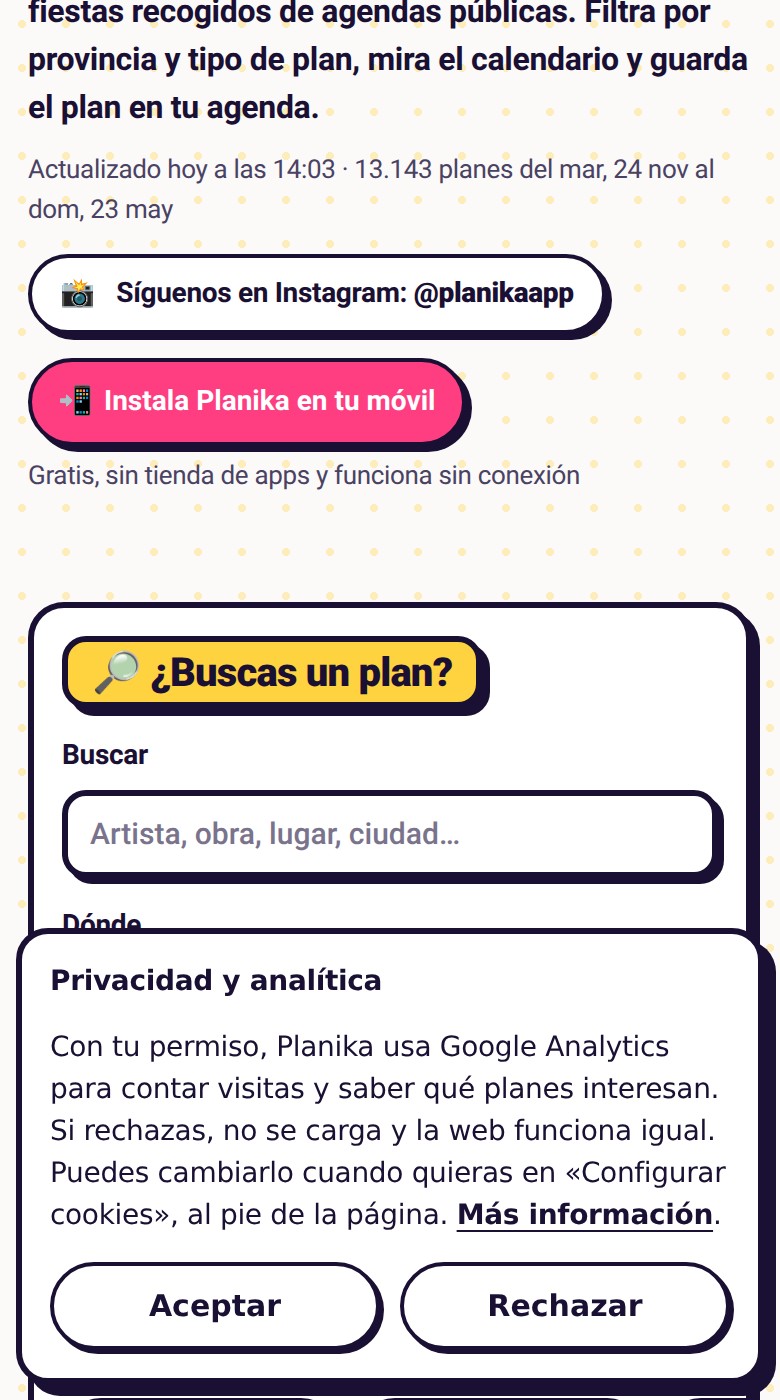 fiestas recogidos de agendas públicas. Filtra por
provincia y tipo de plan, mira el calendario y guarda
el plan en tu agenda.
Actualizado hoy a las 14:03 · 13.143 planes del mar, 24 nov al
dom, 23 may
Síguenos en Instagram: @planikaapp
Instala Planika en tu móvil
Gratis, sin tienda de apps y funciona sin conexión
¿Buscas un plan?
Buscar
Artista, obra, lugar, ciudad…
Dónde
Privacidad y analítica
Con tu permiso, Planika usa Google Analytics
para contar visitas y saber qué planes interesan.
Si rechazas, no se carga y la web funciona igual.
Puedes cambiarlo cuando quieras en «Configurar
cookies», al pie de la página. Más información.
Aceptar
Rechazar